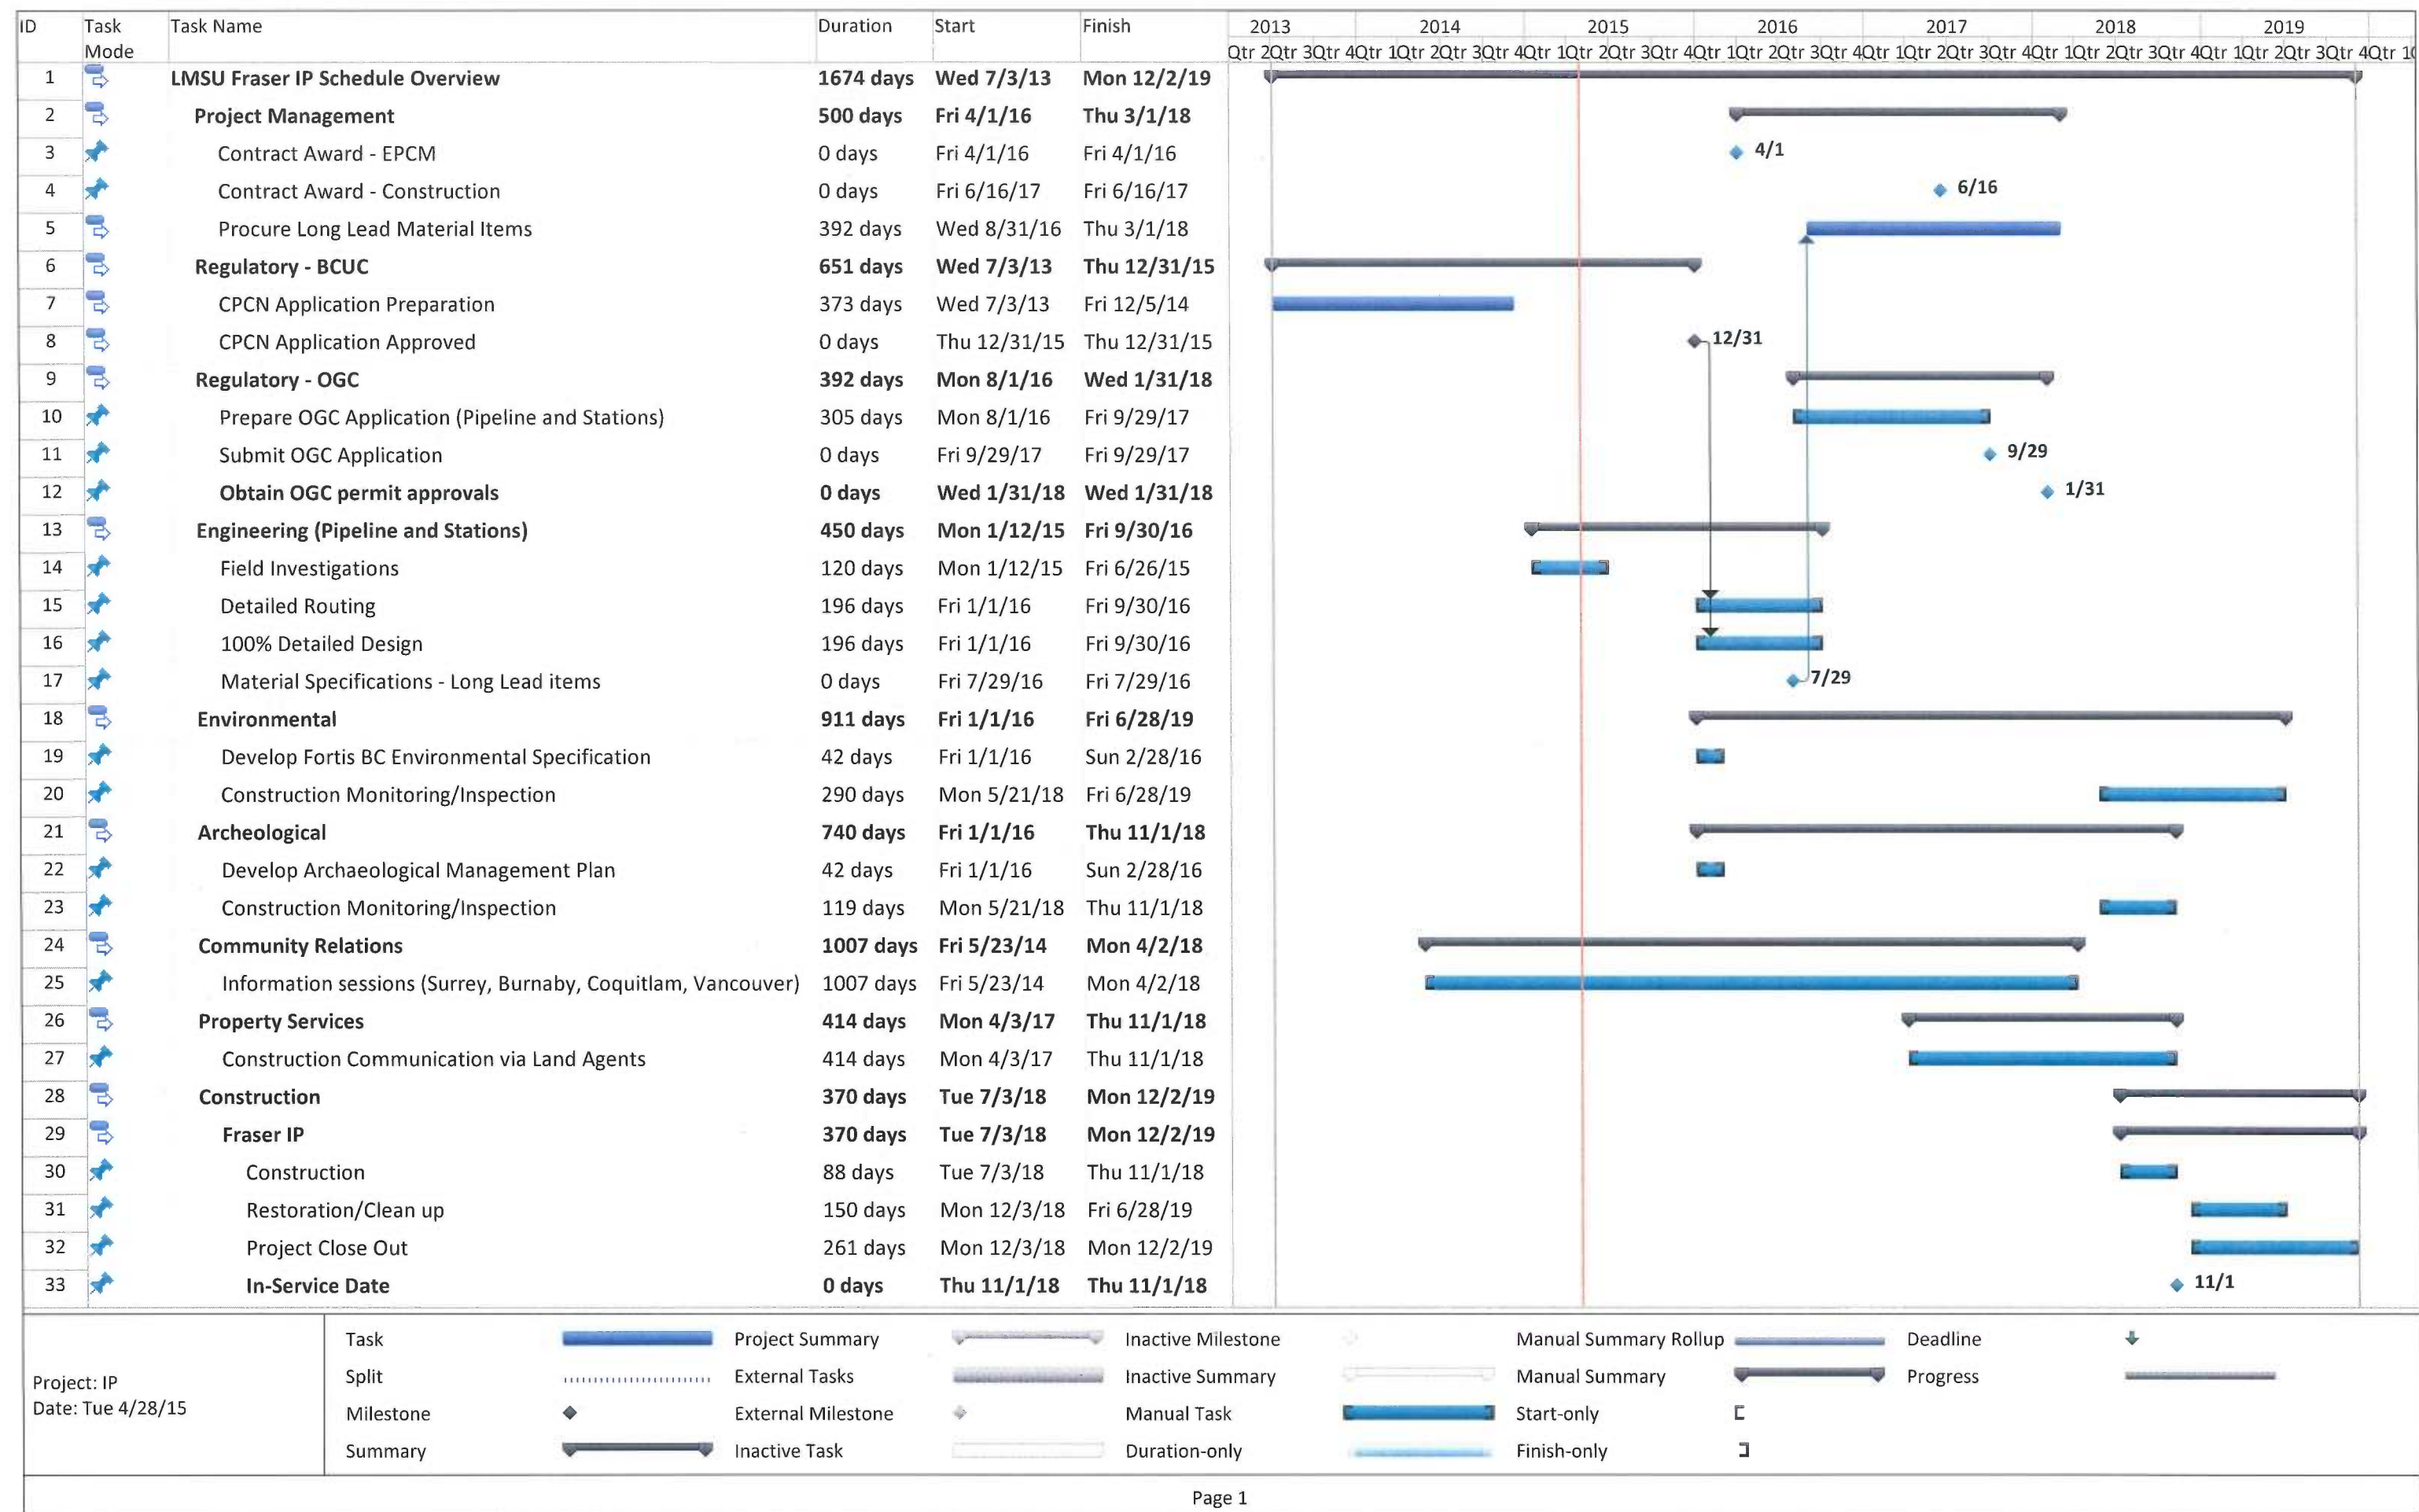 ID Task Mode Task Name Duration Start Finish 2013 2014 2015 2016 2017 2018 2019
Qtr 2Qtr 3Qtr 4Qtr 1Qtr 2Qtr 3Qtr 4Qtr 1Qtr 2Qtr 3Qtr 4Qtr 1Qtr 2Qtr 3Qtr 4Qtr 1Qtr 2Qtr 3Qtr 4Qtr 1Qtr 2Qtr 3Qtr 4Qtr 1Qtr 2Qtr 3Qtr 4Qtr
1 LMSU Fraser IP Schedule Overview 1674 days Wed 7/3/13 Mon 12/2/19
2 Project Management 500 days Fri 4/1/16 Thu 3/1/18
3 Contract Award - EPCM 0 days Fri 4/1/16 Fri 4/1/16 4/1
4 Contract Award - Construction 0 days Fri 6/16/17 Fri 6/16/17 6/16
5 Procure Long Lead Material Items 392 days Wed 8/31/16 Thu 3/1/18
6 Regulatory - BCUC 651 days Wed 7/3/13 Thu 12/31/15
7 CPCN Application Preparation 373 days Wed 7/3/13 Fri 12/5/14
8 CPCN Application Approved 0 days Thu 12/31/15 Thu 12/31/15 12/31
9 Regulatory - OGC 392 days Mon 8/1/16 Wed 1/31/18
10 Prepare OGC Application (Pipeline and Stations) 305 days Mon 8/1/16 Fri 9/29/17
11 Submit OGC Application 0 days Fri 9/29/17 Fri 9/29/17 9/29
12 Obtain OGC permit approvals 0 days Wed 1/31/18 Wed 1/31/18 1/31
13 Engineering (Pipeline and Stations) 450 days Mon 1/12/15 Fri 9/30/16
14 Field Investigations 120 days Mon 1/12/15 Fri 6/26/15
15 Detailed Routing 196 days Fri 1/1/16 Fri 9/30/16
16 100% Detailed Design 196 days Fri 1/1/16 Fri 9/30/16
17 Material Specifications - Long Lead items 0 days Fri 7/29/16 Fri 7/29/16 7/29
18 Environmental 911 days Fri 1/1/16 Fri 6/28/19
19 Develop Fortis BC Environmental Specification 42 days Fri 1/1/16 Sun 2/28/16
20 Construction Monitoring/Inspection 290 days Mon 5/21/18 Fri 6/28/19
21 Archeological 740 days Fri 1/1/16 Thu 11/1/18
22 Develop Archaeological Management Plan 42 days Fri 1/1/16 Sun 2/28/16
23 Construction Monitoring/Inspection 119 days Mon 5/21/18 Thu 11/1/18
24 Community Relations 1007 days Fri 5/23/14 Mon 4/2/18
25 Information sessions (Surrey, Burnaby, Coquitlam, Vancouver) 1007 days Fri 5/23/14 Mon 4/2/18
26 Property Services 414 days Mon 4/3/17 Thu 11/1/18
27 Construction Communication via Land Agents 414 days Mon 4/3/17 Thu 11/1/18
28 Construction 370 days Tue 7/3/18 Mon 12/2/19
29 Fraser IP 370 days Tue 7/3/18 Mon 12/2/19
30 Construction 88 days Tue 7/3/18 Thu 11/1/18
31 Restoration/Clean up 150 days Mon 12/3/18 Fri 6/28/19
32 Project Close Out 261 days Mon 12/3/18 Mon 12/2/19
33 In-Service Date 0 days Thu 11/1/18 Thu 11/1/18 11/1
Project: IP
Date: Tue 4/28/15
Task Project Summary Inactive Milestone Manual Summary Rollup Deadline
Split External Tasks Inactive Summary Manual Summary Progress
Milestone External Milestone Manual Task Start-only
Summary Inactive Task Duration-only Finish-only
Page 1